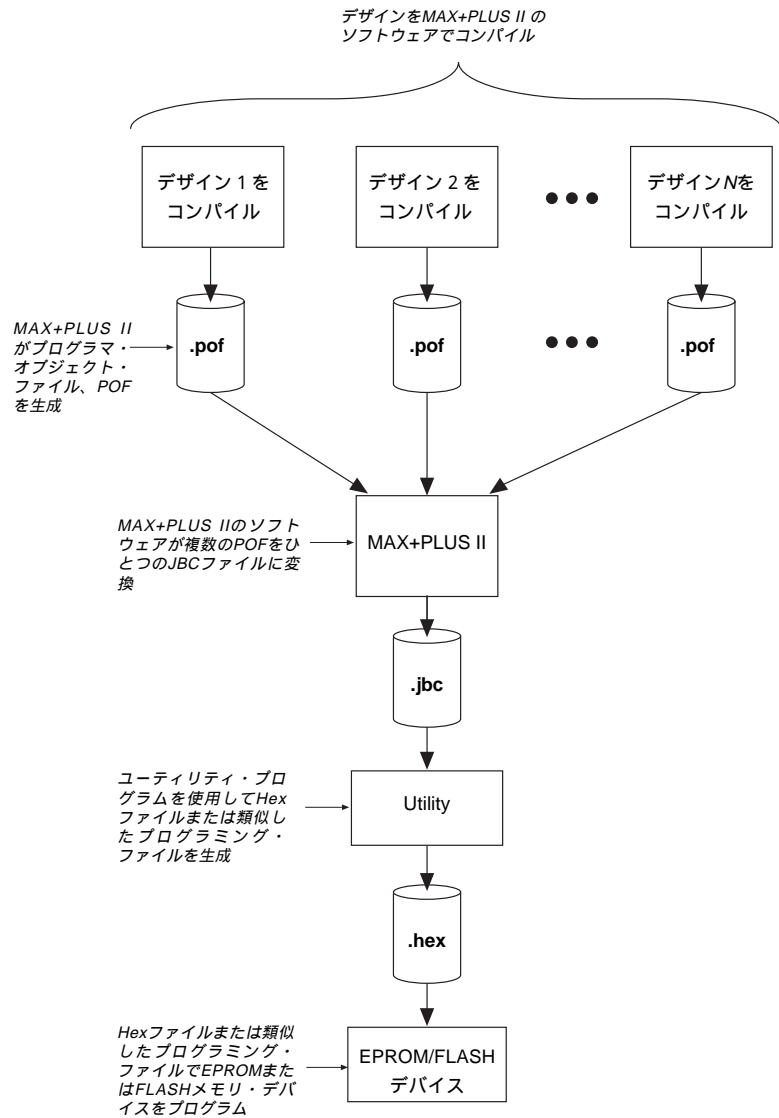 デザインをMAX+PLUS II の
ソフトウェアでコンパイル
デザイン 1 を
コンパイル
デザイン 2 を
コンパイル
デザイン Nを
コンパイル
MAX+PLUS II
がプログラマ・
オブジェクト・
ファイル、POF
を生成
.pof
.pof
.pof
MAX+PLUS IIのソフト
ウェアが複数のPOFをひ
とつのJBCファイルに変
換
MAX+PLUS II
.jbc
ユーティリティ・プロ
グラムを使用してHex
ファイルまたは類似し
たプログラミング・
ファイルを生成
Utility
.hex
Hexファイルまたは類似
したプログラミング・
ファイルでEPROMまた
はFLASHメモリ・デバ
イスをプログラム
EPROM/FLASH
デバイス